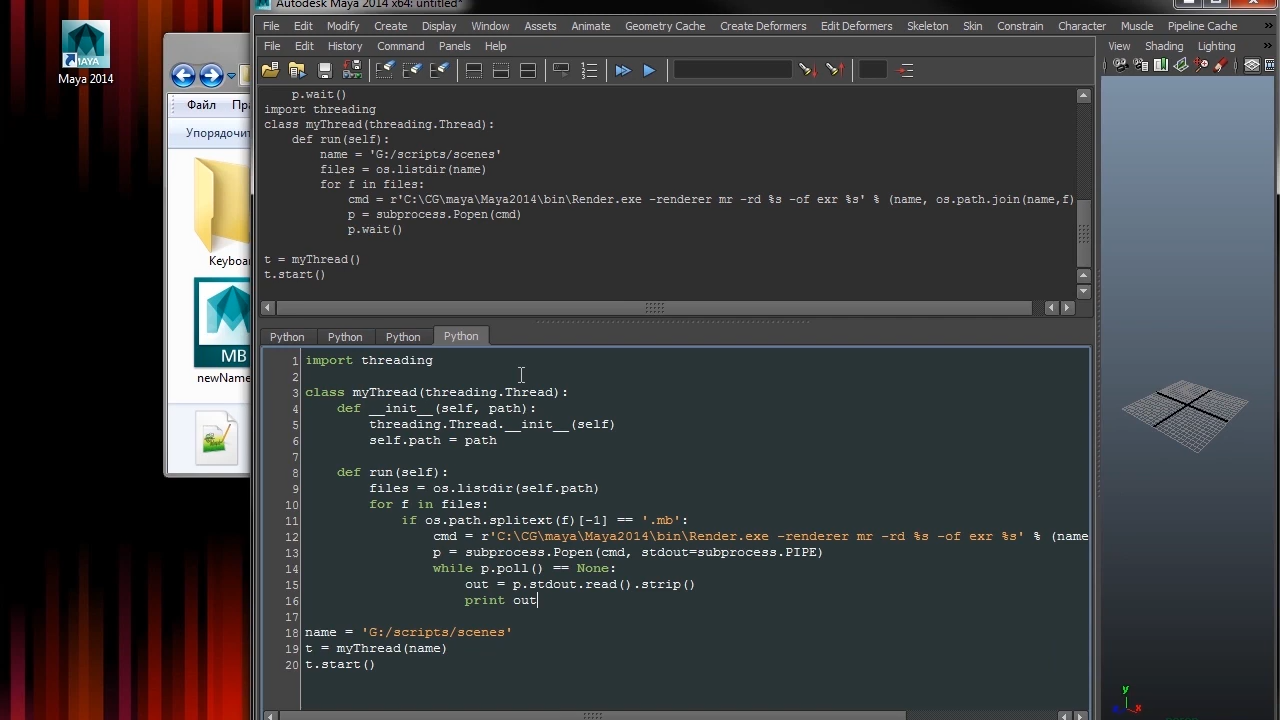 Autodesk Maya 2014 x64: untitled*
MAYA
Maya 2014
File Edit Modify Create Display Window Assets Animate Geometry Cache Create Deformers Edit Deformers Skeleton Skin Constrain Character Muscle Pipeline Cache »
File Edit History Command Panels Help
View Shading Lighting »
Файл
Упорядочит
Keyboa
MB
newName
p.wait()
import threading
class myThread(threading.Thread):
def run(self):
name = 'G:/scripts/scenes'
files = os.listdir(name)
for f in files:
cmd = r'C:\CG\maya\Maya2014\bin\Render.exe -renderer mr -rd %s -of exr %s' % (name, os.path.join(name,f)
p = subprocess.Popen(cmd)
p.wait()
t = myThread()
t.start()
Python Python Python Python
1 import threading
2
3 class myThread(threading.Thread):
4 def __init__(self, path):
5 threading.Thread.__init__(self)
6 self.path = path
7
8 def run(self):
9 files = os.listdir(self.path)
10 for f in files:
11 if os.path.splitext(f)[-1] == '.mb':
12 cmd = r'C:\CG\maya\Maya2014\bin\Render.exe -renderer mr -rd %s -of exr %s' % (name
13 p = subprocess.Popen(cmd, stdout=subprocess.PIPE)
14 while p.poll() == None:
15 out = p.stdout.read().strip()
16 print out
17
18 name = 'G:/scripts/scenes'
19 t = myThread(name)
20 t.start()
y
x